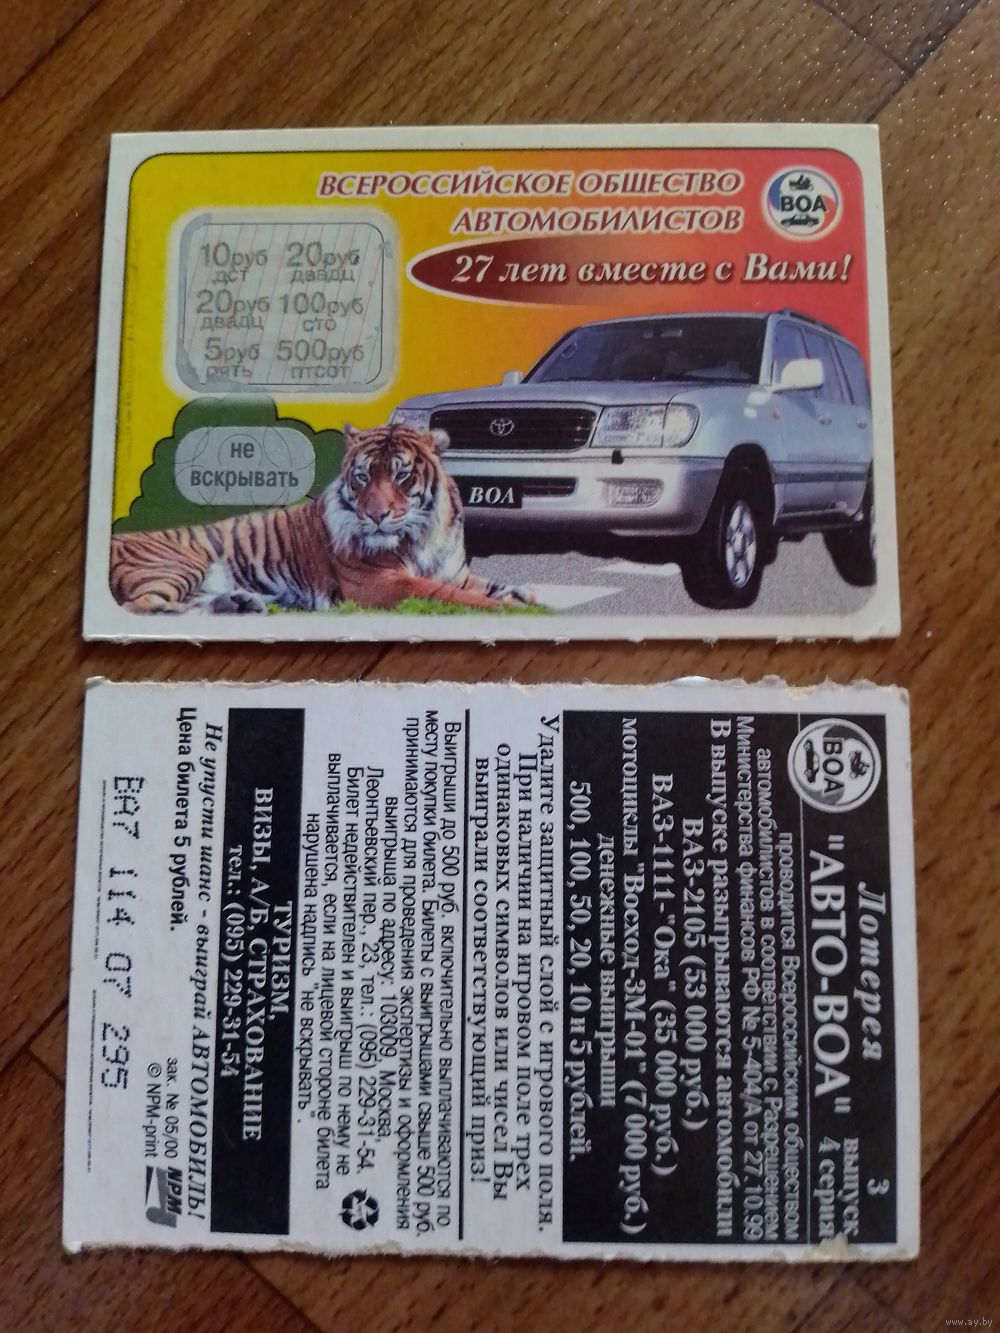 ВСЕРОССИЙСКОЕ ОБЩЕСТВО
АВТОМОБИЛИСТОВ
ВОА
27 лет вместе с Вами!
10руб 20руб
дст двадц
20руб 100руб
двадц сто
5руб 500руб
пять птсот
не
вскрывать
ВОА
ВОА
Лотерея
"АВТО-ВОА"
3
выпуск
4 серия
проводится Всероссийским обществом
автомобилистов в соответствии с Разрешением
Министерства финансов РФ № 5-404/А от 27.10.99
В выпуске разыгрываются автомобили
ВАЗ-2105 (53 000 руб.)
ВАЗ-1111-"Ока" (35 000 руб.)
мотоциклы "Восход-3М-01" (7 000 руб.)
денежные выигрыши
500, 100, 50, 20, 10 и 5 рублей.
Удалите защитный слой с игрового поля.
При наличии на игровом поле трех
одинаковых символов или чисел Вы
выиграли соответствующий приз!
Выигрыши до 500 руб. включительно выплачиваются по
месту покупки билета. Билеты с выигрышами свыше 500 руб.
принимаются для проведения экспертизы и оформления
выигрыша по адресу: 103009, Москва,
Леонтьевский пер., 23, тел.: (095) 229-31-54.
Билет недействителен и выигрыш по нему не
выплачивается, если на лицевой стороне билета
нарушена надпись "не вскрывать".
ТУРИЗМ,
ВИЗЫ, А/Б, СТРАХОВАНИЕ
тел.: (095) 229-31-54
Не упусти шанс - выиграй АВТОМОБИЛЬ!
Цена билета 5 рублей.
зак. № 05/00
© NPM-print
NPM
ВА7 114 07 295
www.ay.by